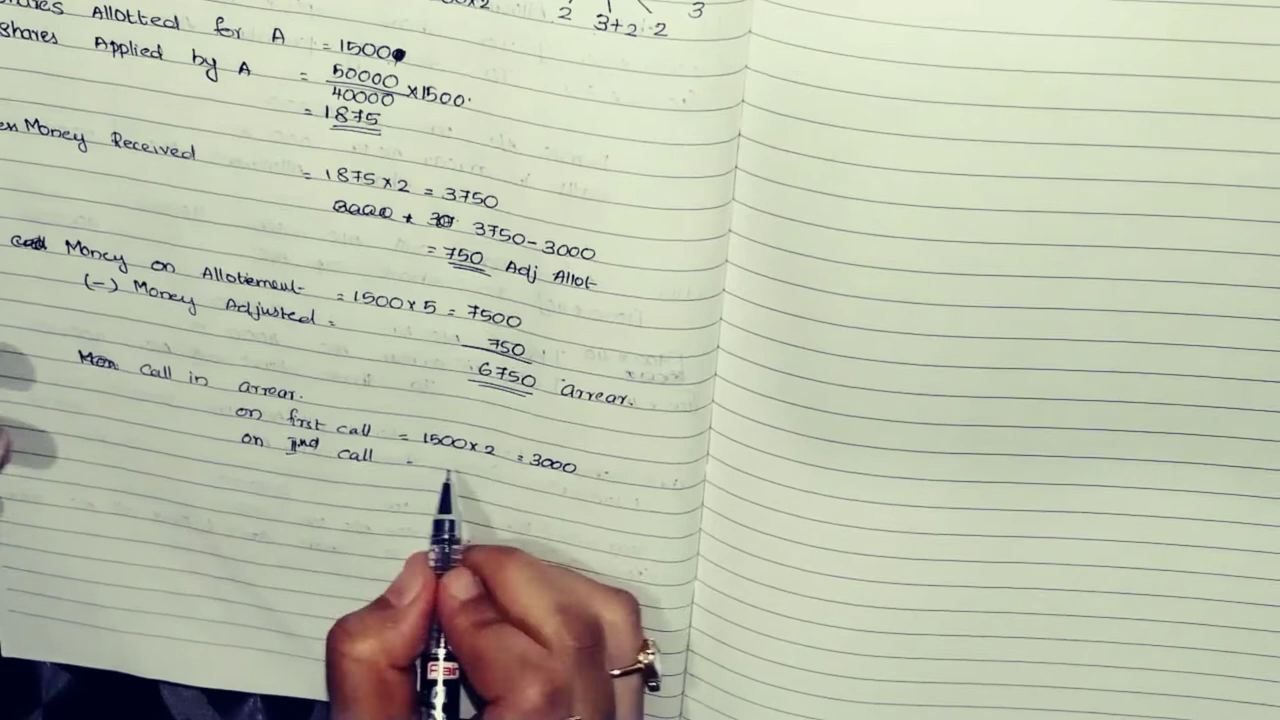 2 3+2 2 3
Allotted for A = 1500
shares Applied by A = 50000/40000 ×1500.
= 1875
Money Received
= 1875×2 = 3750
3750-3000
= 750 Adj Allot
Money on Allotement = 1500×5 = 7500
(-) Money Adjusted = 750
6750 arrear.
call in arrear.
on first call = 1500×2 = 3000
on IInd call -
Flair